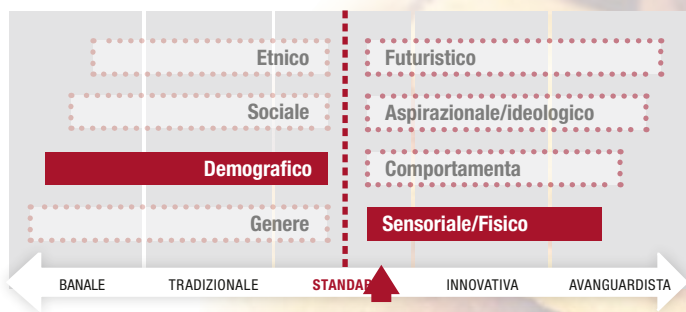 Etnico
Futuristico
Sociale
Aspirazionale/ideologico
Demografico
Comportamenta
Genere
Sensoriale/Fisico
BANALE TRADIZIONALE STANDAR INNOVATIVA AVANGUARDISTA